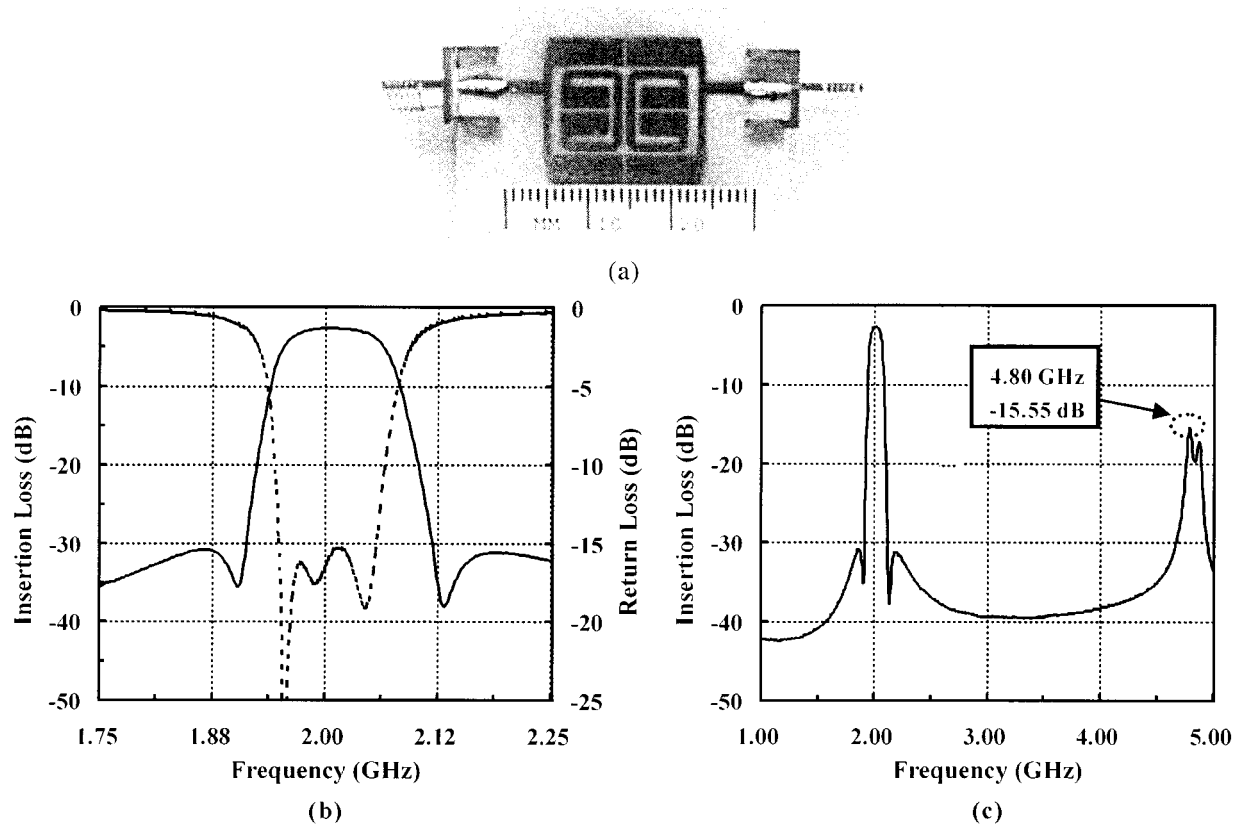 MM 10 20
(a)
0
-10
-20
-30
-40
-50
Insertion Loss (dB)
0
-5
-10
-15
-20
-25
Return Loss (dB)
1.75 1.88 2.00 2.12 2.25
Frequency (GHz)
(b)
0
-10
-20
-30
-40
-50
Insertion Loss (dB)
4.80 GHz
-15.55 dB
1.00 2.00 3.00 4.00 5.00
Frequency (GHz)
(c)